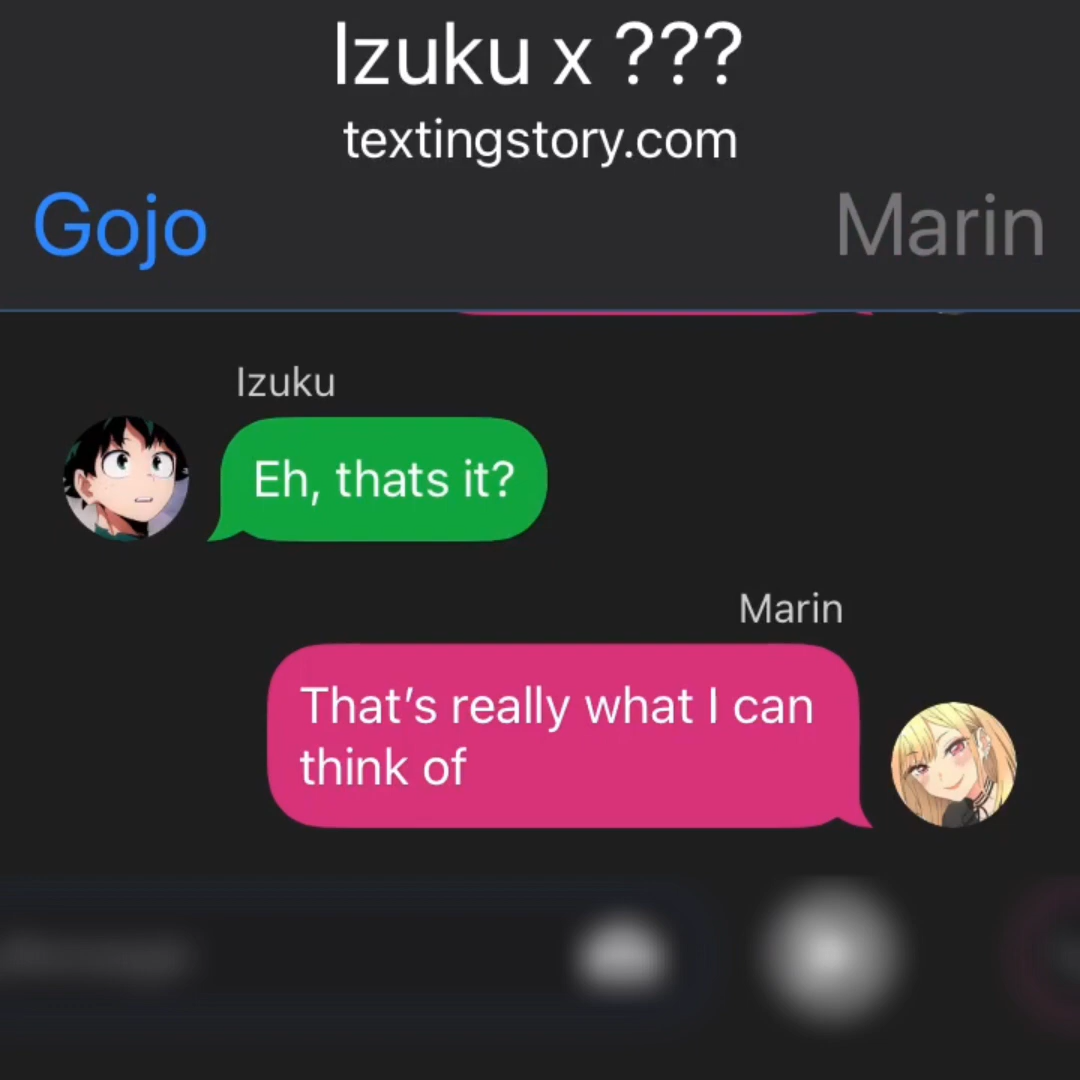 Izuku x ???
textingstory.com
Gojo
Marin
Izuku
Eh, thats it?
Marin
That's really what I can
think of